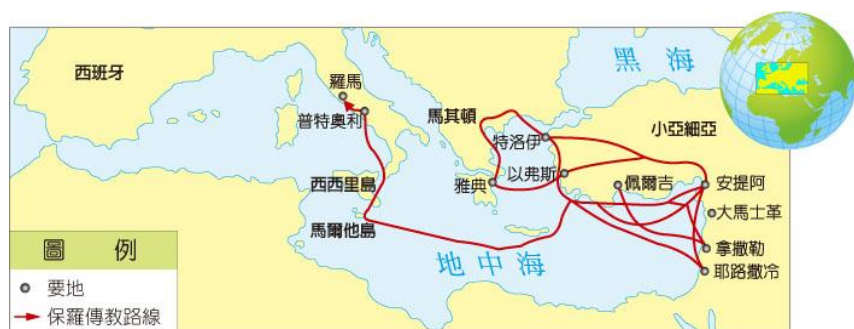 黑海
西班牙
羅馬
普特奧利
馬其頓
特洛伊
小亞細亞
以弗斯
雅典
佩爾吉
安提阿
西西里島
大馬士革
馬爾他島
拿撒勒
地中海
耶路撒冷
圖例
要地
保羅傳教路線